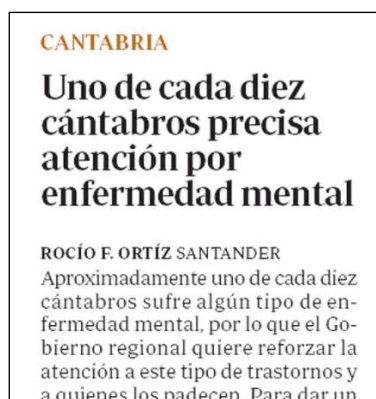 CANTABRIA
Uno de cada diez
cántabros precisa
atención por
enfermedad mental
ROCÍO F. ORTÍZ SANTANDER
Aproximadamente uno de cada diez
cántabros sufre algún tipo de en-
fermedad mental, por lo que el Go-
bierno regional quiere reforzar la
atención a este tipo de trastornos y
a quienes los padecen. Para dar un